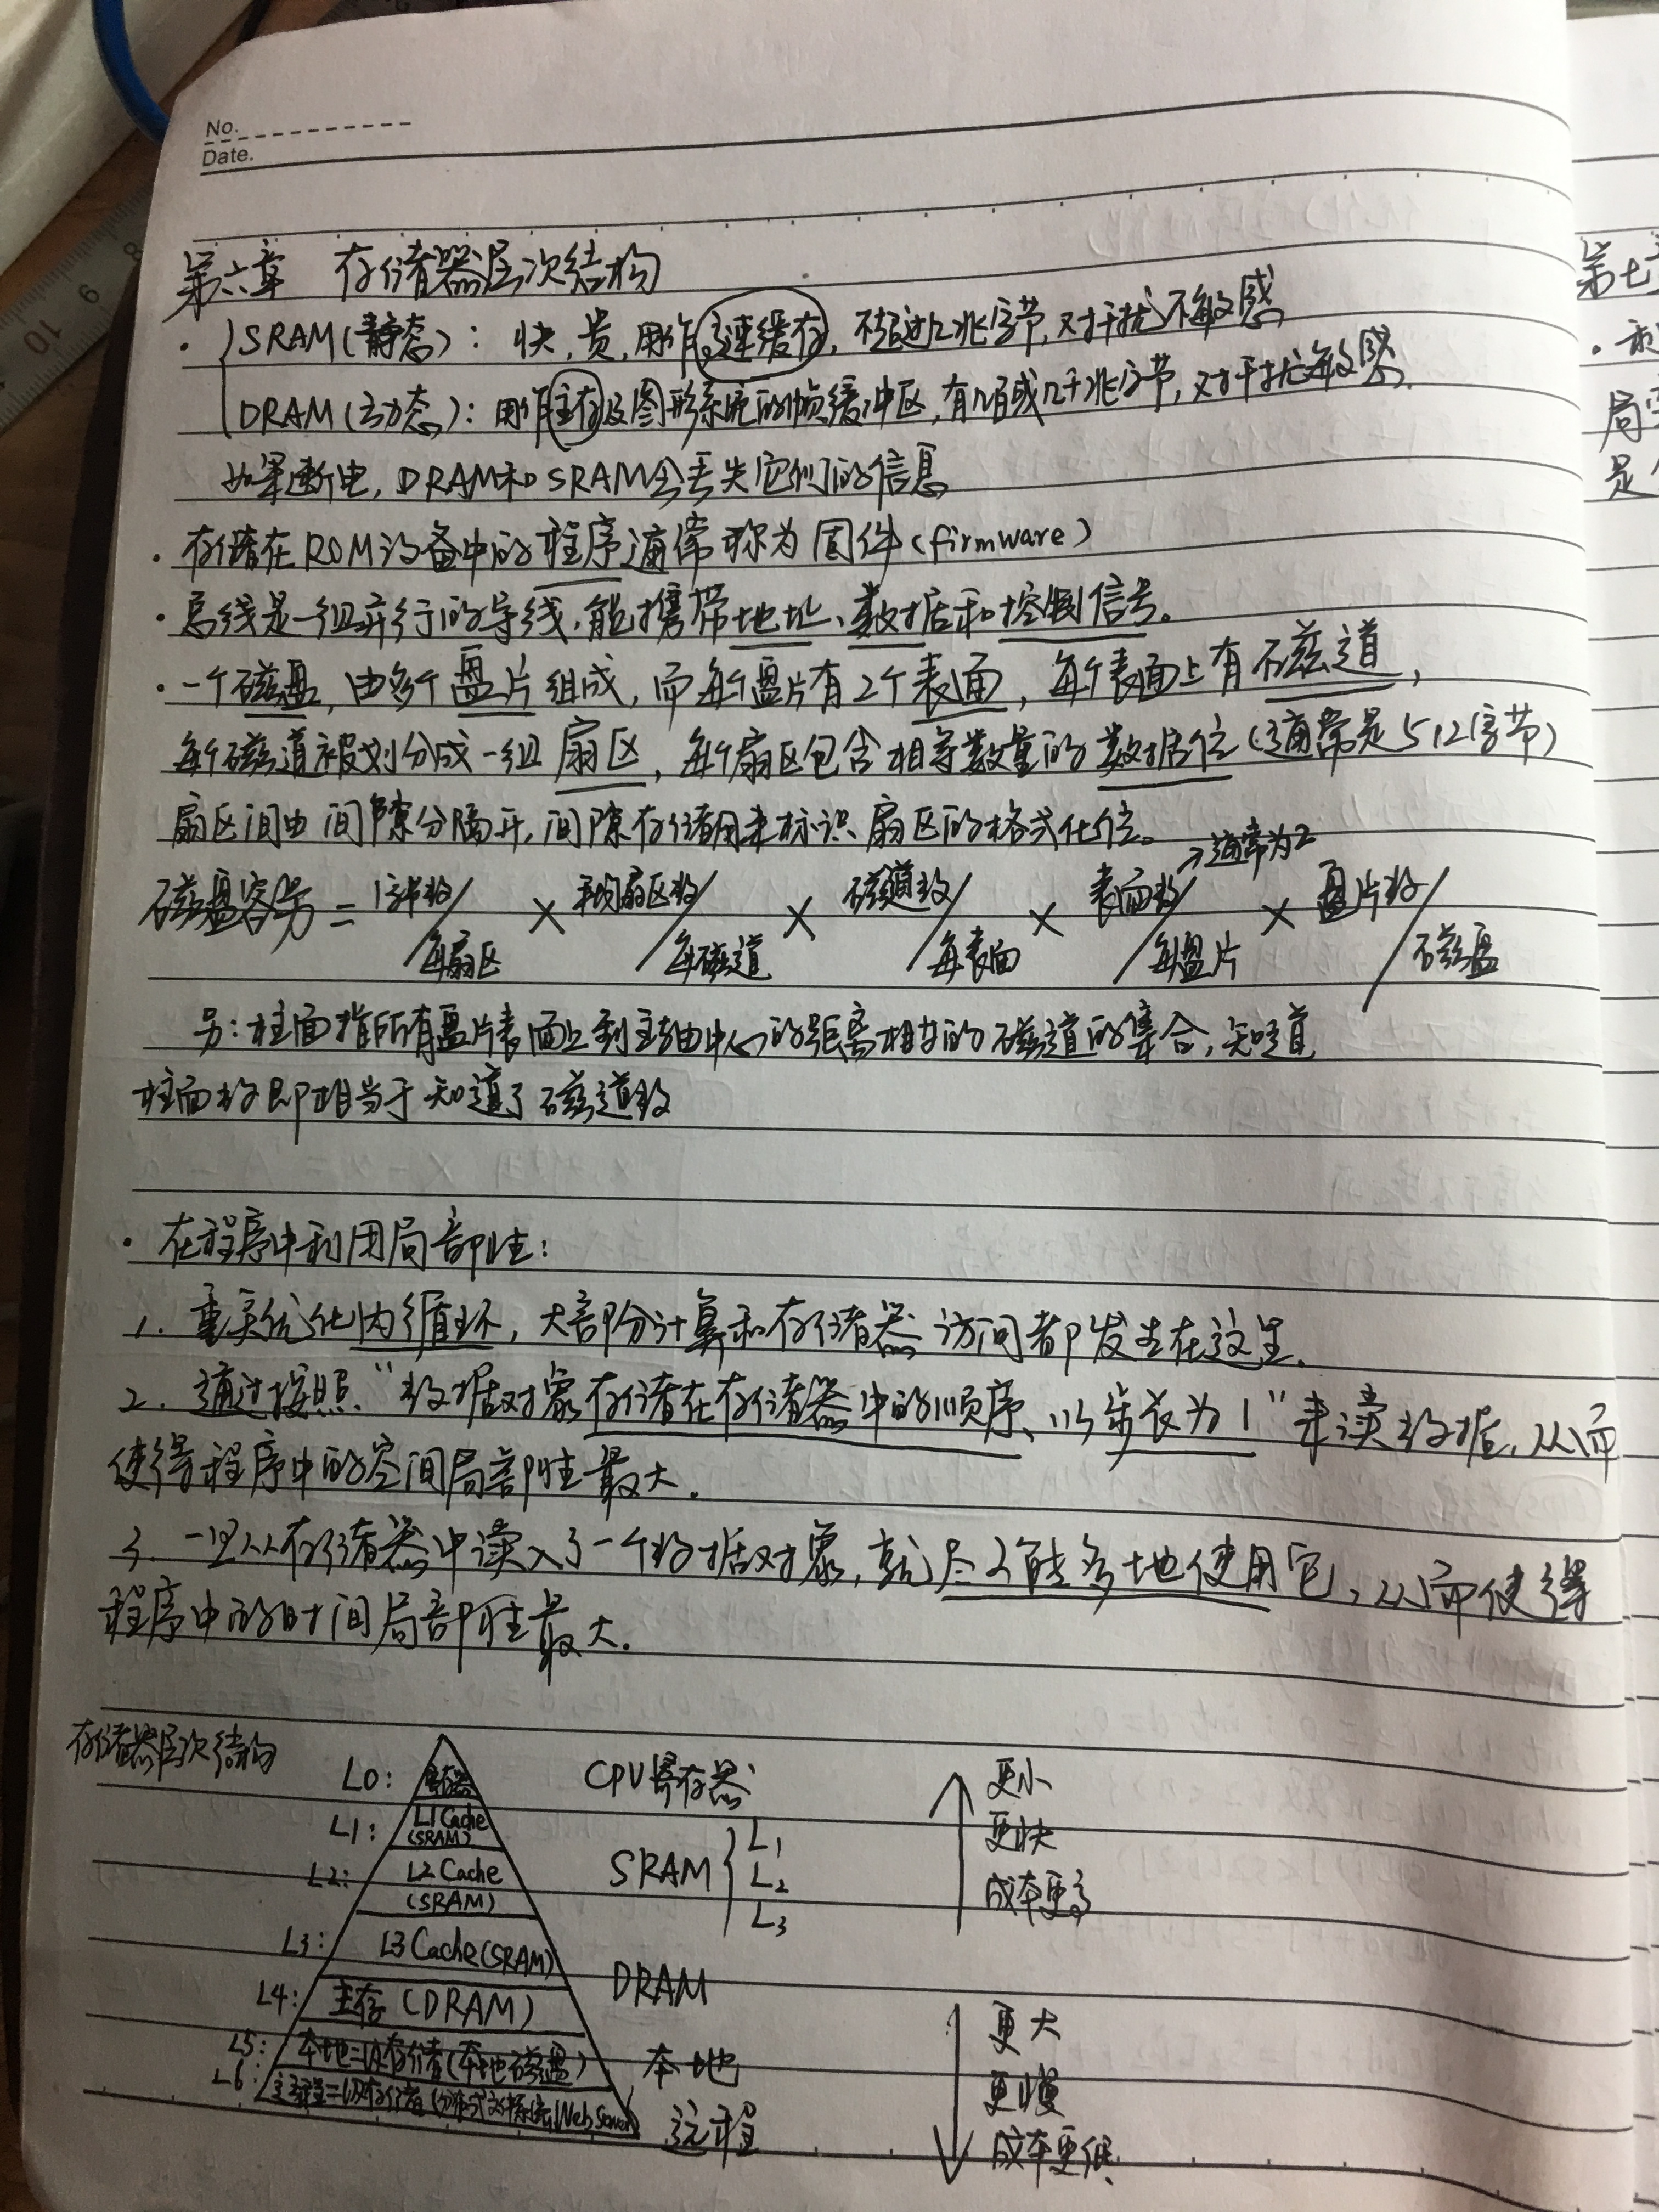 No.
Date.
第六章 存储器层次结构
· SRAM(静态): 快,贵,用作高速缓存,不超过几兆字节,对干扰不敏感
DRAM(动态): 用作主存及图形系统的帧缓冲区,有几百或几千兆字节,对干扰敏感.
如果断电,DRAM和SRAM会丢失它们的信息
· 存储在ROM设备中的程序通常称为固件(firmware)
· 总线是一组并行的导线,能携带地址、数据和控制信号。
· 一个磁盘,由多个盘片组成,而每个盘片有2个表面,每个表面上有磁道,
每个磁道被划分成一组扇区,每个扇区包含相等数量的数据位(通常是512字节)
扇区间由间隙分隔开,间隙存储用来标识扇区的格式化位。
→通常为2
磁盘容量 = 字节数/每扇区 × 平均扇区数/每磁道 × 磁道数/每表面 × 表面数/每盘片 × 盘片数/磁盘
另:柱面指所有盘片表面上到主轴中心的距离相等的磁道的集合,知道
柱面数即相当于知道了磁道数
· 在程序中利用局部性:
1. 重点优化内循环,大部分计算和存储器访问都发生在这里.
2. 通过按照“数据对象存储在存储器中的顺序、以步长为1”来读数据,从而
使得程序中的空间局部性最大.
3. 一旦从存储器中读入了一个数据对象,就尽可能多地使用它,从而使得
程序中的时间局部性最大.
存储器层次结构
L0: 寄存器 CPU寄存器 更小
L1: L1 Cache (SRAM) 更快
L2: L2 Cache (SRAM) SRAM { L1 L2 L3 成本更高
L3: L3 Cache (SRAM)
L4: 主存 (DRAM) DRAM
L5: 本地二级存储(本地磁盘) 本地 更大
L6: 远程二级存储(分布式文件系统,Web Server) 远程 更慢
成本更低
第七章
局
是